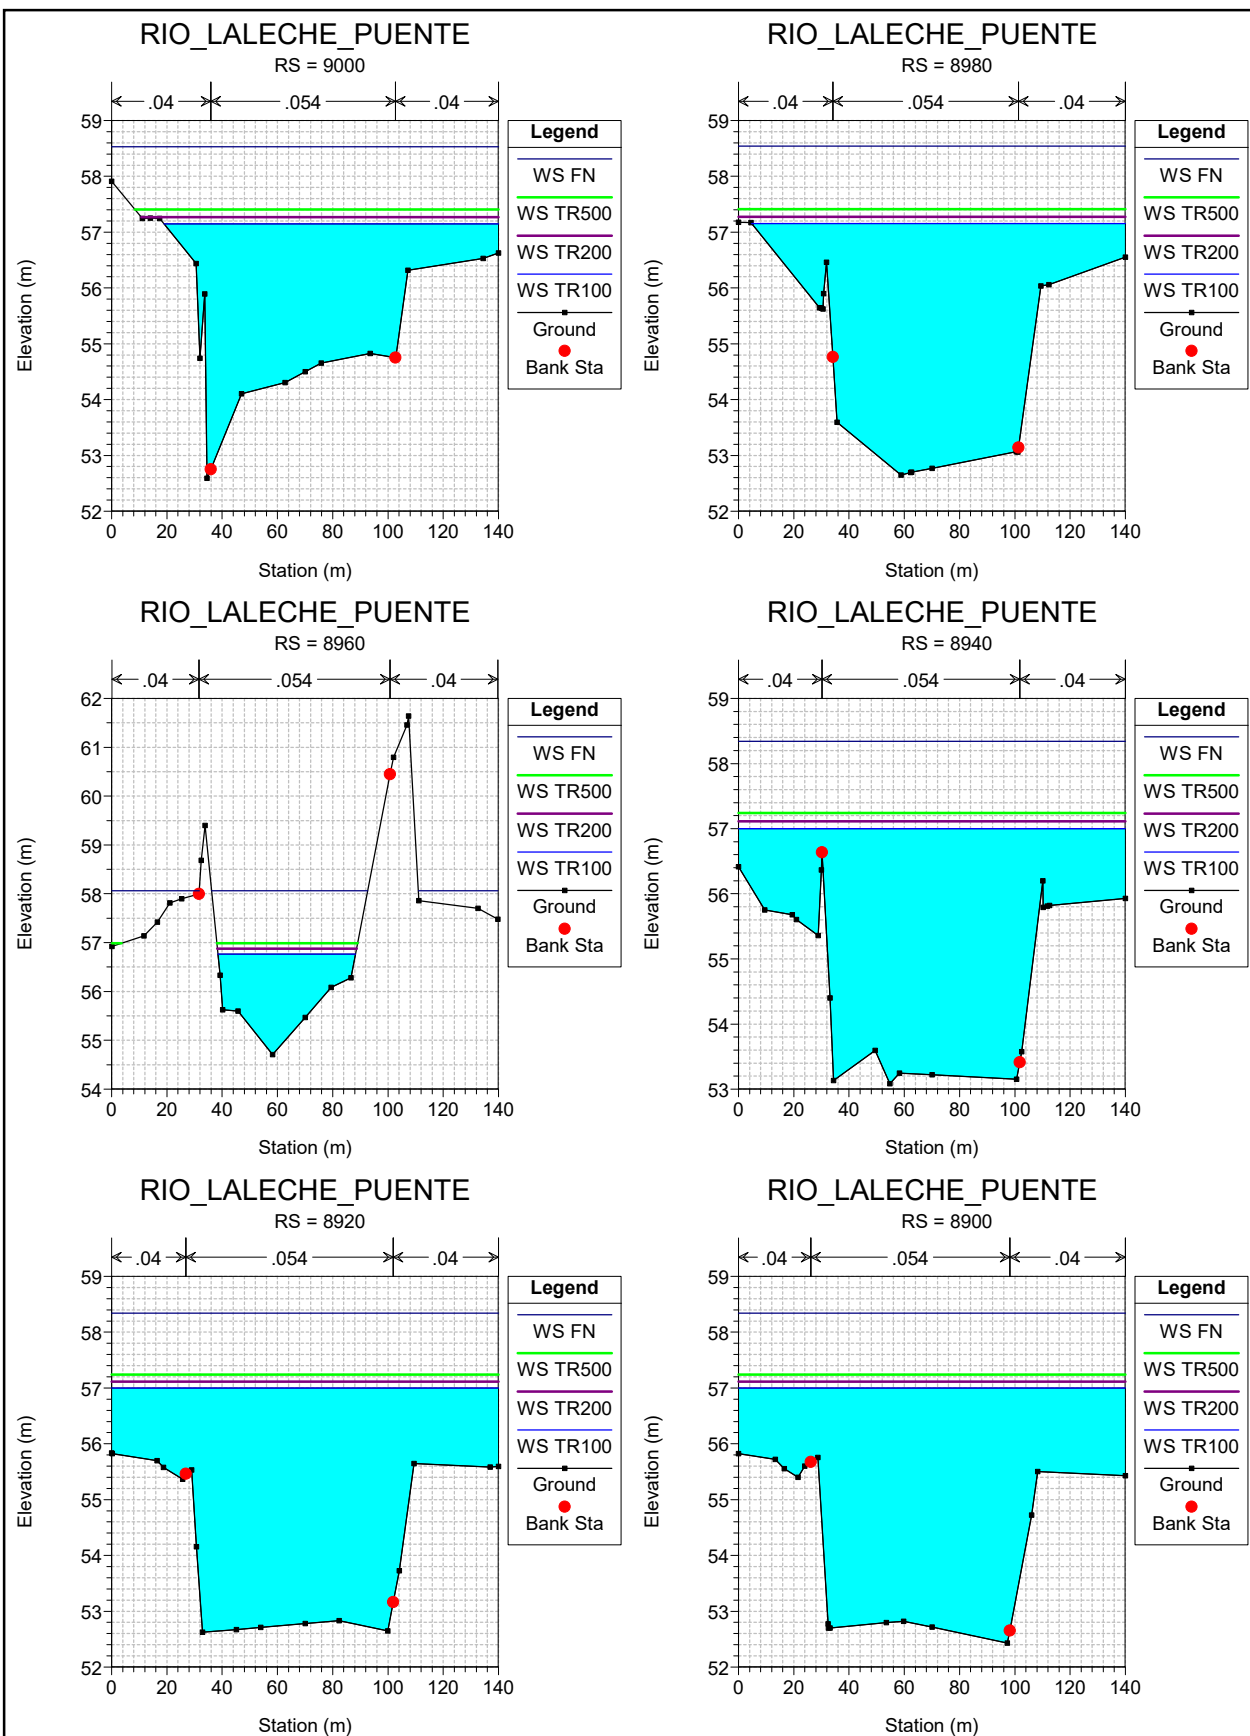 RIO_LALECHE_PUENTE
RS = 9000
.04 .054 .04
59
58
57
56
55
54
53
52
Elevation (m)
0 20 40 60 80 100 120 140
Station (m)
Legend
WS FN
WS TR500
WS TR200
WS TR100
Ground
Bank Sta
RIO_LALECHE_PUENTE
RS = 8980
.04 .054 .04
59
58
57
56
55
54
53
52
Elevation (m)
0 20 40 60 80 100 120 140
Station (m)
Legend
WS FN
WS TR500
WS TR200
WS TR100
Ground
Bank Sta
RIO_LALECHE_PUENTE
RS = 8960
.04 .054 .04
62
61
60
59
58
57
56
55
54
Elevation (m)
0 20 40 60 80 100 120 140
Station (m)
Legend
WS FN
WS TR500
WS TR200
WS TR100
Ground
Bank Sta
RIO_LALECHE_PUENTE
RS = 8940
.04 .054 .04
59
58
57
56
55
54
53
Elevation (m)
0 20 40 60 80 100 120 140
Station (m)
Legend
WS FN
WS TR500
WS TR200
WS TR100
Ground
Bank Sta
RIO_LALECHE_PUENTE
RS = 8920
.04 .054 .04
59
58
57
56
55
54
53
52
Elevation (m)
0 20 40 60 80 100 120 140
Station (m)
Legend
WS FN
WS TR500
WS TR200
WS TR100
Ground
Bank Sta
RIO_LALECHE_PUENTE
RS = 8900
.04 .054 .04
59
58
57
56
55
54
53
52
Elevation (m)
0 20 40 60 80 100 120 140
Station (m)
Legend
WS FN
WS TR500
WS TR200
WS TR100
Ground
Bank Sta